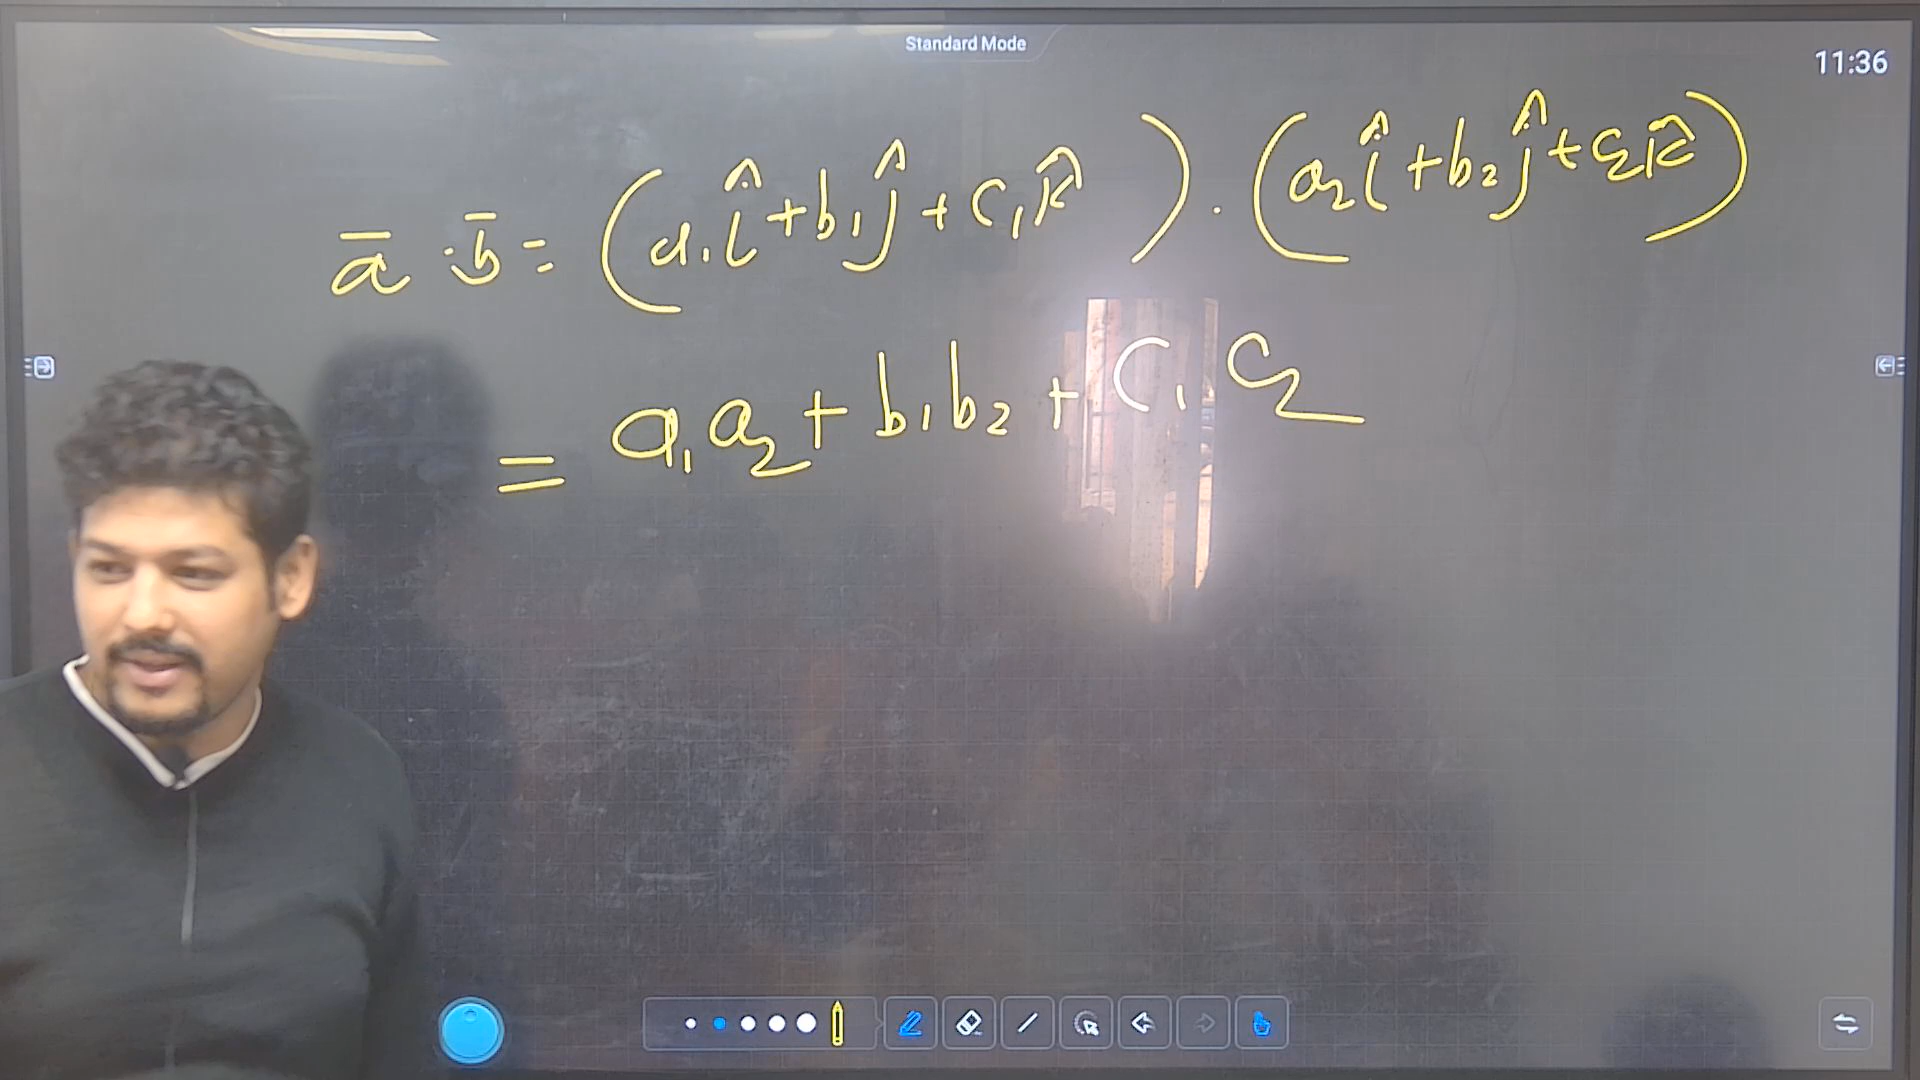 Standard Mode
11:36
a̅ · b̅ = (a₁î + b₁ĵ + c₁k̂) · (a₂î + b₂ĵ + c₂k̂)
= a₁a₂ + b₁b₂ + c₁c₂